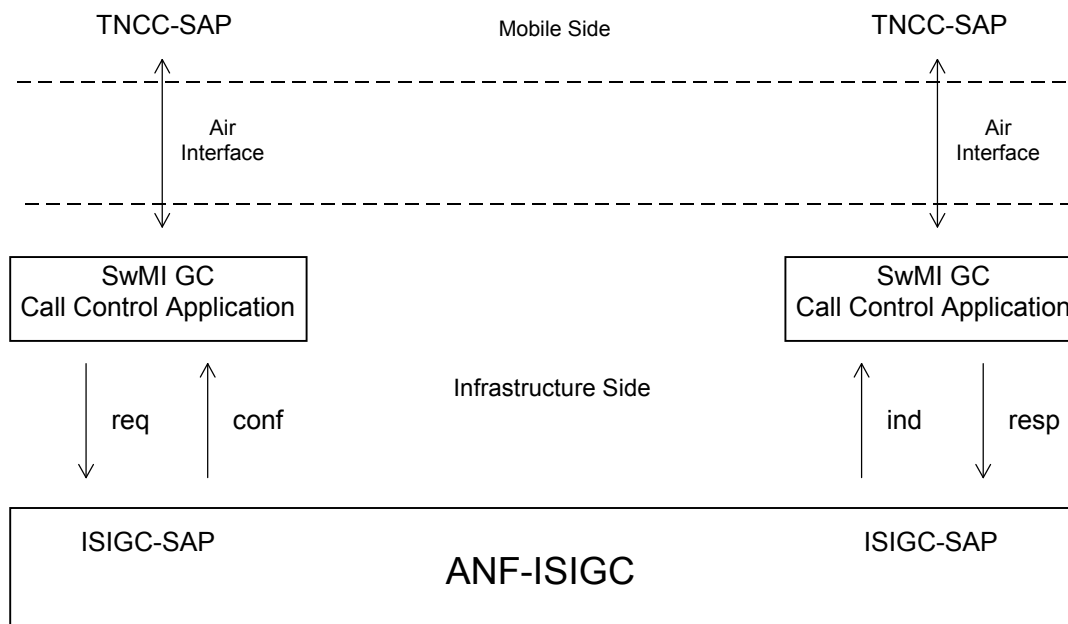 TNCC-SAP
Mobile Side
TNCC-SAP
Air
Interface
Air
Interface
SwMI GC
Call Control Application
SwMI GC
Call Control Application
Infrastructure Side
req
conf
ind
resp
ISIGC-SAP
ISIGC-SAP
ANF-ISIGC